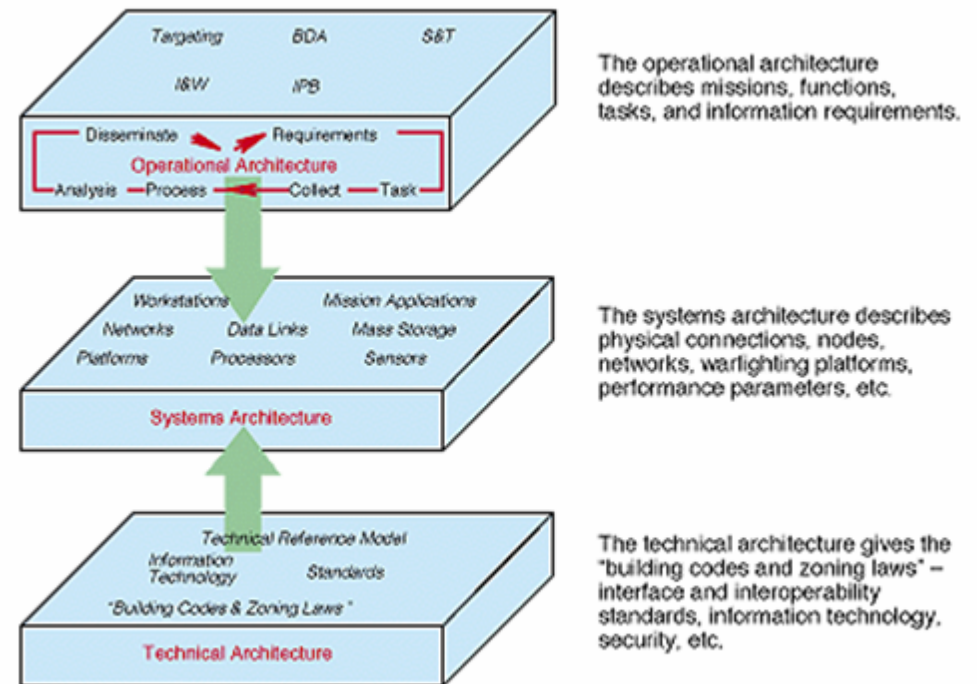 Targeting BDA S&T
I&W IPB
Disseminate Requirements
Operational Architecture
Analysis Process Collect Task
The operational architecture
describes missions, functions,
tasks, and information requirements.
Workstations Mission Applications
Networks Data Links Mass Storage
Platforms Processors Sensors
Systems Architecture
The systems architecture describes
physical connections, nodes,
networks, warfighting platforms,
performance parameters, etc.
Technical Reference Model
Information
Technology Standards
"Building Codes & Zoning Laws"
Technical Architecture
The technical architecture gives the
"building codes and zoning laws" –
interface and interoperability
standards, information technology,
security, etc.